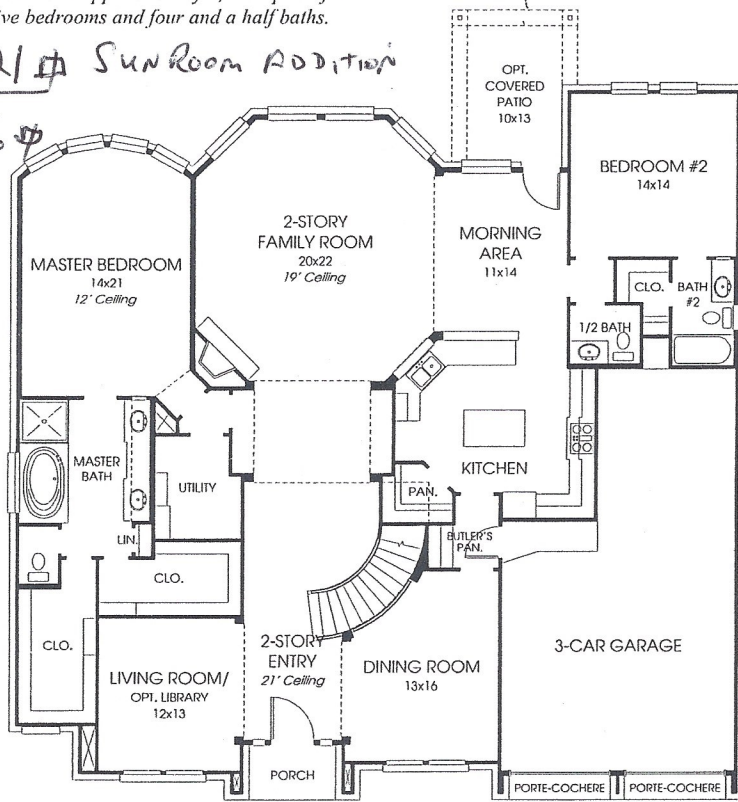 ive bedrooms and four and a half baths.
SUNROOM ADDITION
OPT.
COVERED
PATIO
10x13
BEDROOM #2
14x14
2-STORY
FAMILY ROOM
20x22
19' Ceiling
MORNING
AREA
11x14
MASTER BEDROOM
14x21
12' Ceiling
CLO.
BATH
#2
1/2 BATH
MASTER
BATH
UTILITY
KITCHEN
PAN.
LIN.
BUTLER'S
PAN.
CLO.
CLO.
2-STORY
ENTRY
21' Ceiling
LIVING ROOM/
OPT. LIBRARY
12x13
DINING ROOM
13x16
3-CAR GARAGE
PORCH
PORTE-COCHERE
PORTE-COCHERE